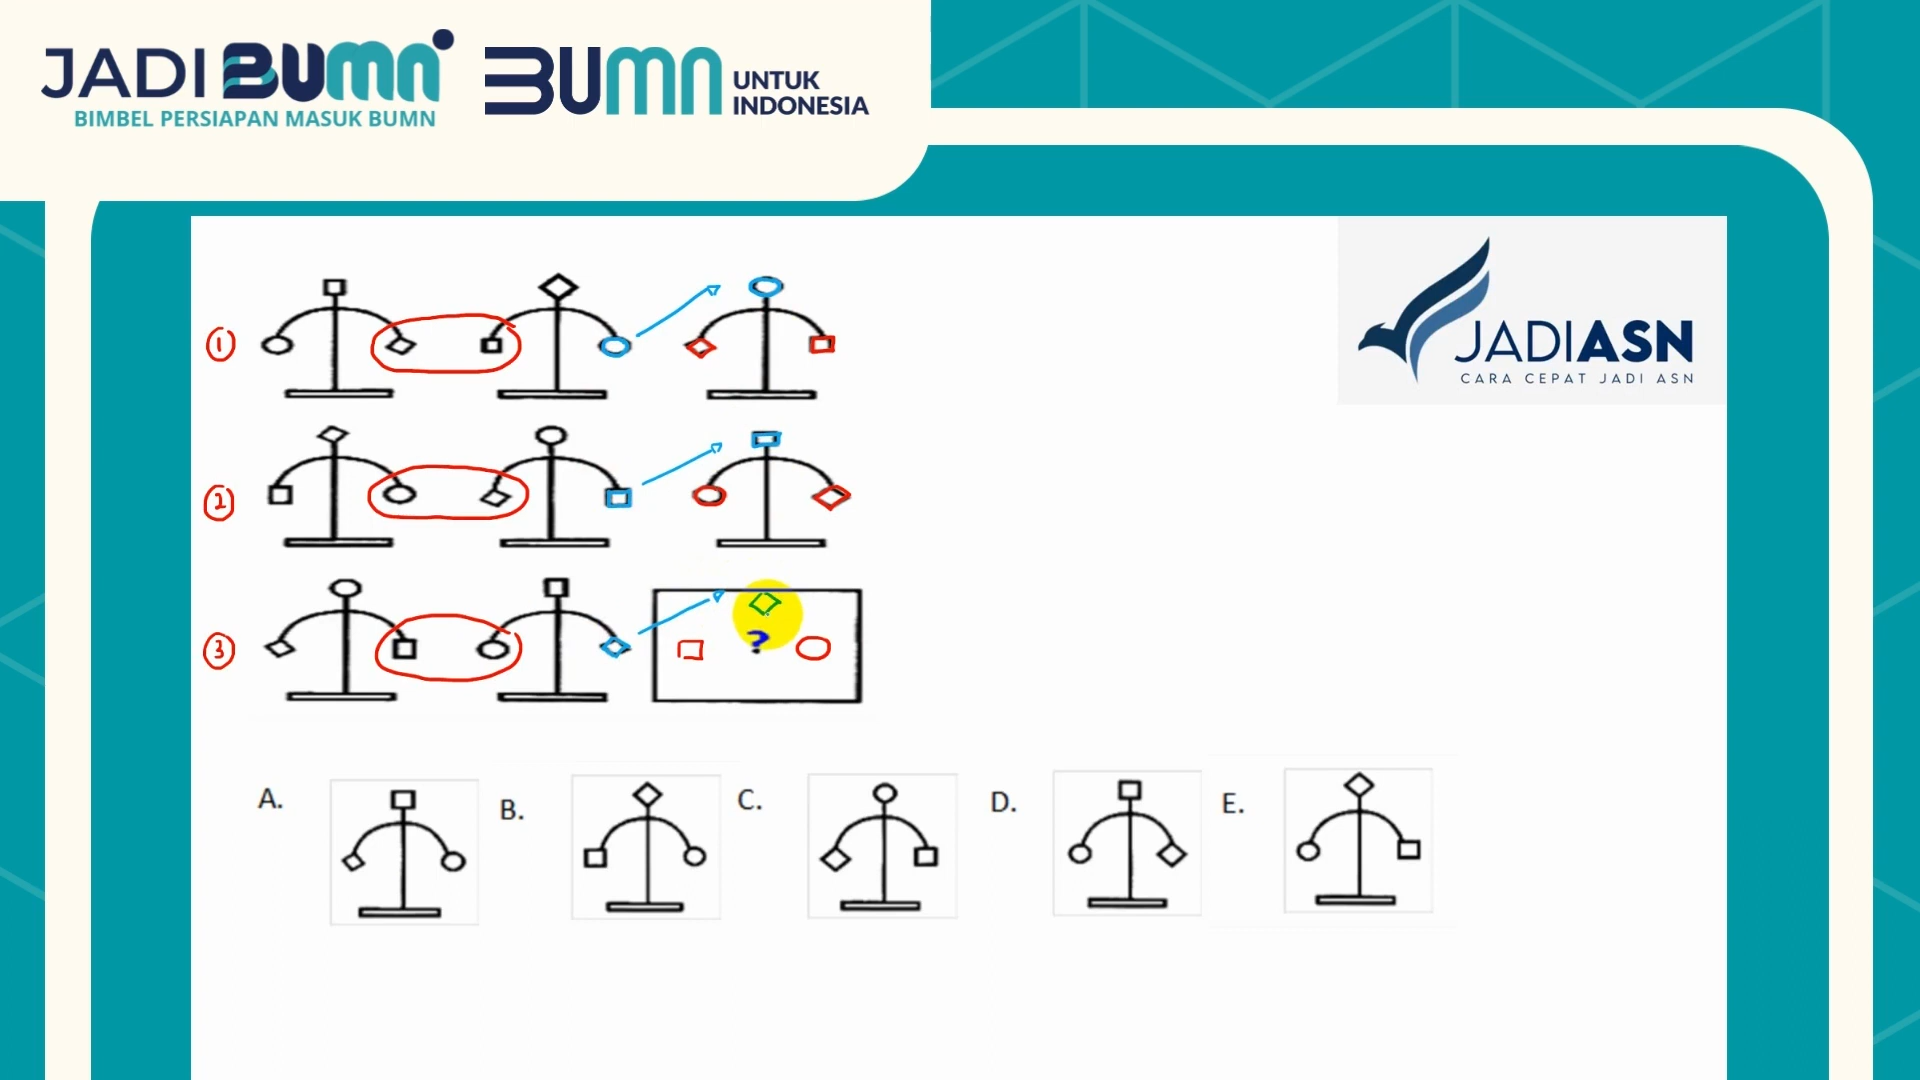 JADI BUMN
BIMBEL PERSIAPAN MASUK BUMN
BUMN UNTUK
INDONESIA
JADIASN
CARA CEPAT JADI ASN
1
2
3
?
A.
B.
C.
D.
E.